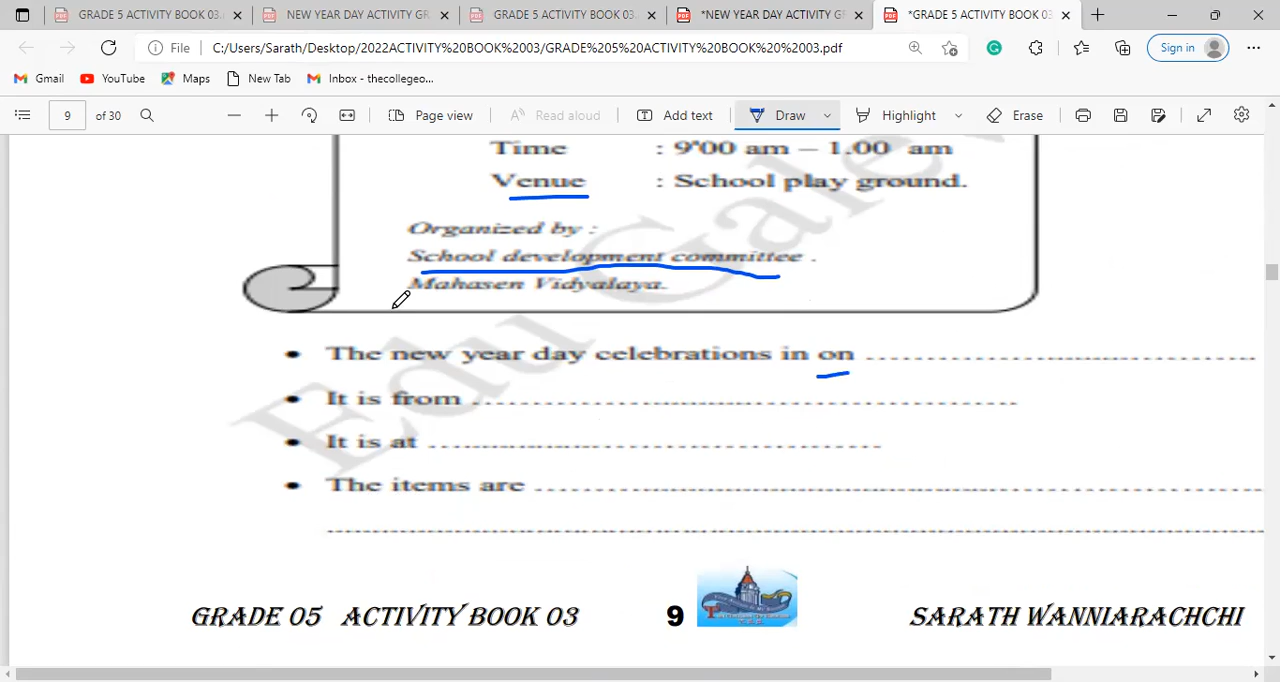 GRADE 5 ACTIVITY BOOK 03.
NEW YEAR DAY ACTIVITY GR
GRADE 5 ACTIVITY BOOK 03.
*NEW YEAR DAY ACTIVITY GF
*GRADE 5 ACTIVITY BOOK 03
File C:/Users/Sarath/Desktop/2022ACTIVITY%20BOOK%2003/GRADE%205%20ACTIVITY%20BOOK%20%2003.pdf
Sign in
Gmail YouTube Maps New Tab Inbox - thecollegeo...
9 of 30 Page view Read aloud Add text Draw Highlight Erase
Time : 9'00 am – 1.00 am
Venue : School play ground.
Organized by :
School development committee .
Mahasen Vidyalaya.
The new year day celebrations in on ........................................
It is from ........................................
It is at ........................................
The items are ........................................
........................................
Edu Galaxy
GRADE 05 ACTIVITY BOOK 03 9 SARATH WANNIARACHCHI